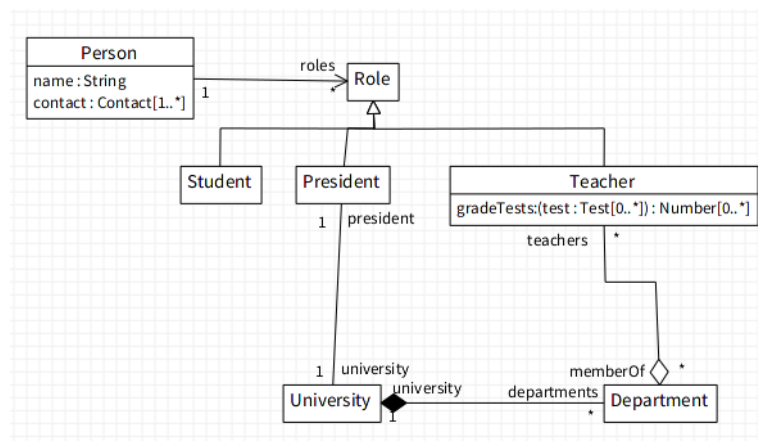 Person
name : String
contact : Contact[1..*]
roles
1
*
Role
Student
President
Teacher
gradeTests:(test : Test[0..*]) : Number[0..*]
1
president
teachers
*
1
university
memberOf
*
university
departments
University
1
*
Department